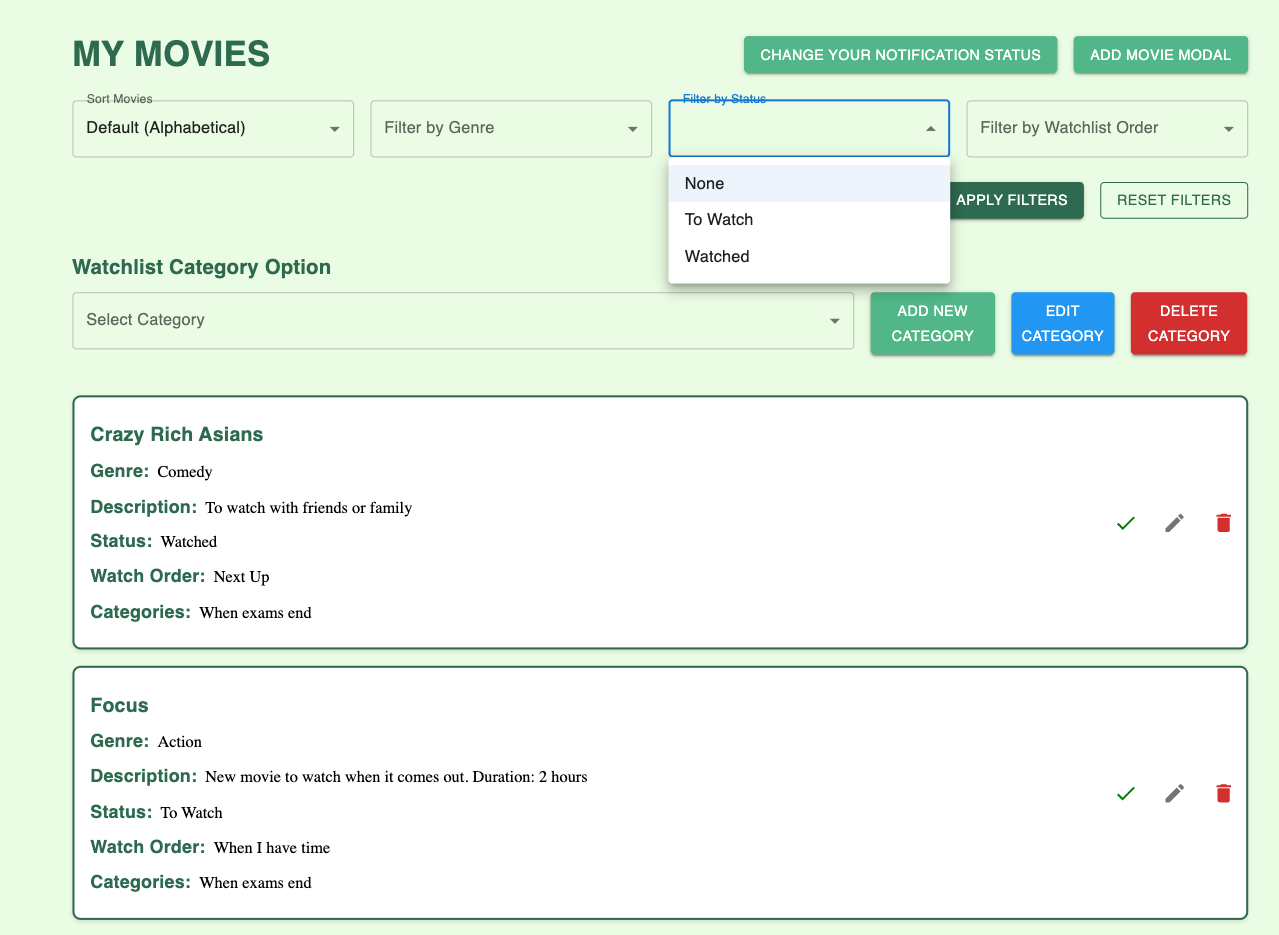 MY MOVIES
CHANGE YOUR NOTIFICATION STATUS
ADD MOVIE MODAL
Sort Movies
Default (Alphabetical)
Filter by Genre
Filter by Status
Filter by Watchlist Order
None
To Watch
Watched
APPLY FILTERS
RESET FILTERS
Watchlist Category Option
Select Category
ADD NEW
CATEGORY
EDIT
CATEGORY
DELETE
CATEGORY
Crazy Rich Asians
Genre: Comedy
Description: To watch with friends or family
Status: Watched
Watch Order: Next Up
Categories: When exams end
Focus
Genre: Action
Description: New movie to watch when it comes out. Duration: 2 hours
Status: To Watch
Watch Order: When I have time
Categories: When exams end